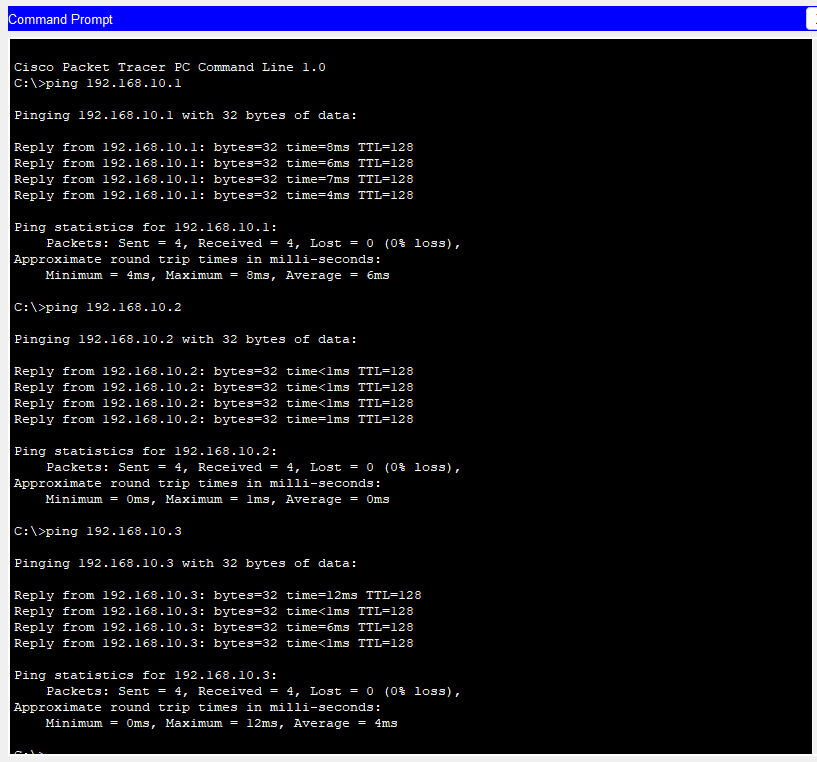 Command Prompt
Cisco Packet Tracer PC Command Line 1.0
C:\>ping 192.168.10.1
Pinging 192.168.10.1 with 32 bytes of data:
Reply from 192.168.10.1: bytes=32 time=8ms TTL=128
Reply from 192.168.10.1: bytes=32 time=6ms TTL=128
Reply from 192.168.10.1: bytes=32 time=7ms TTL=128
Reply from 192.168.10.1: bytes=32 time=4ms TTL=128
Ping statistics for 192.168.10.1:
    Packets: Sent = 4, Received = 4, Lost = 0 (0% loss),
Approximate round trip times in milli-seconds:
    Minimum = 4ms, Maximum = 8ms, Average = 6ms
C:\>ping 192.168.10.2
Pinging 192.168.10.2 with 32 bytes of data:
Reply from 192.168.10.2: bytes=32 time<1ms TTL=128
Reply from 192.168.10.2: bytes=32 time<1ms TTL=128
Reply from 192.168.10.2: bytes=32 time<1ms TTL=128
Reply from 192.168.10.2: bytes=32 time=1ms TTL=128
Ping statistics for 192.168.10.2:
    Packets: Sent = 4, Received = 4, Lost = 0 (0% loss),
Approximate round trip times in milli-seconds:
    Minimum = 0ms, Maximum = 1ms, Average = 0ms
C:\>ping 192.168.10.3
Pinging 192.168.10.3 with 32 bytes of data:
Reply from 192.168.10.3: bytes=32 time=12ms TTL=128
Reply from 192.168.10.3: bytes=32 time<1ms TTL=128
Reply from 192.168.10.3: bytes=32 time=6ms TTL=128
Reply from 192.168.10.3: bytes=32 time<1ms TTL=128
Ping statistics for 192.168.10.3:
    Packets: Sent = 4, Received = 4, Lost = 0 (0% loss),
Approximate round trip times in milli-seconds:
    Minimum = 0ms, Maximum = 12ms, Average = 4ms
C:\>